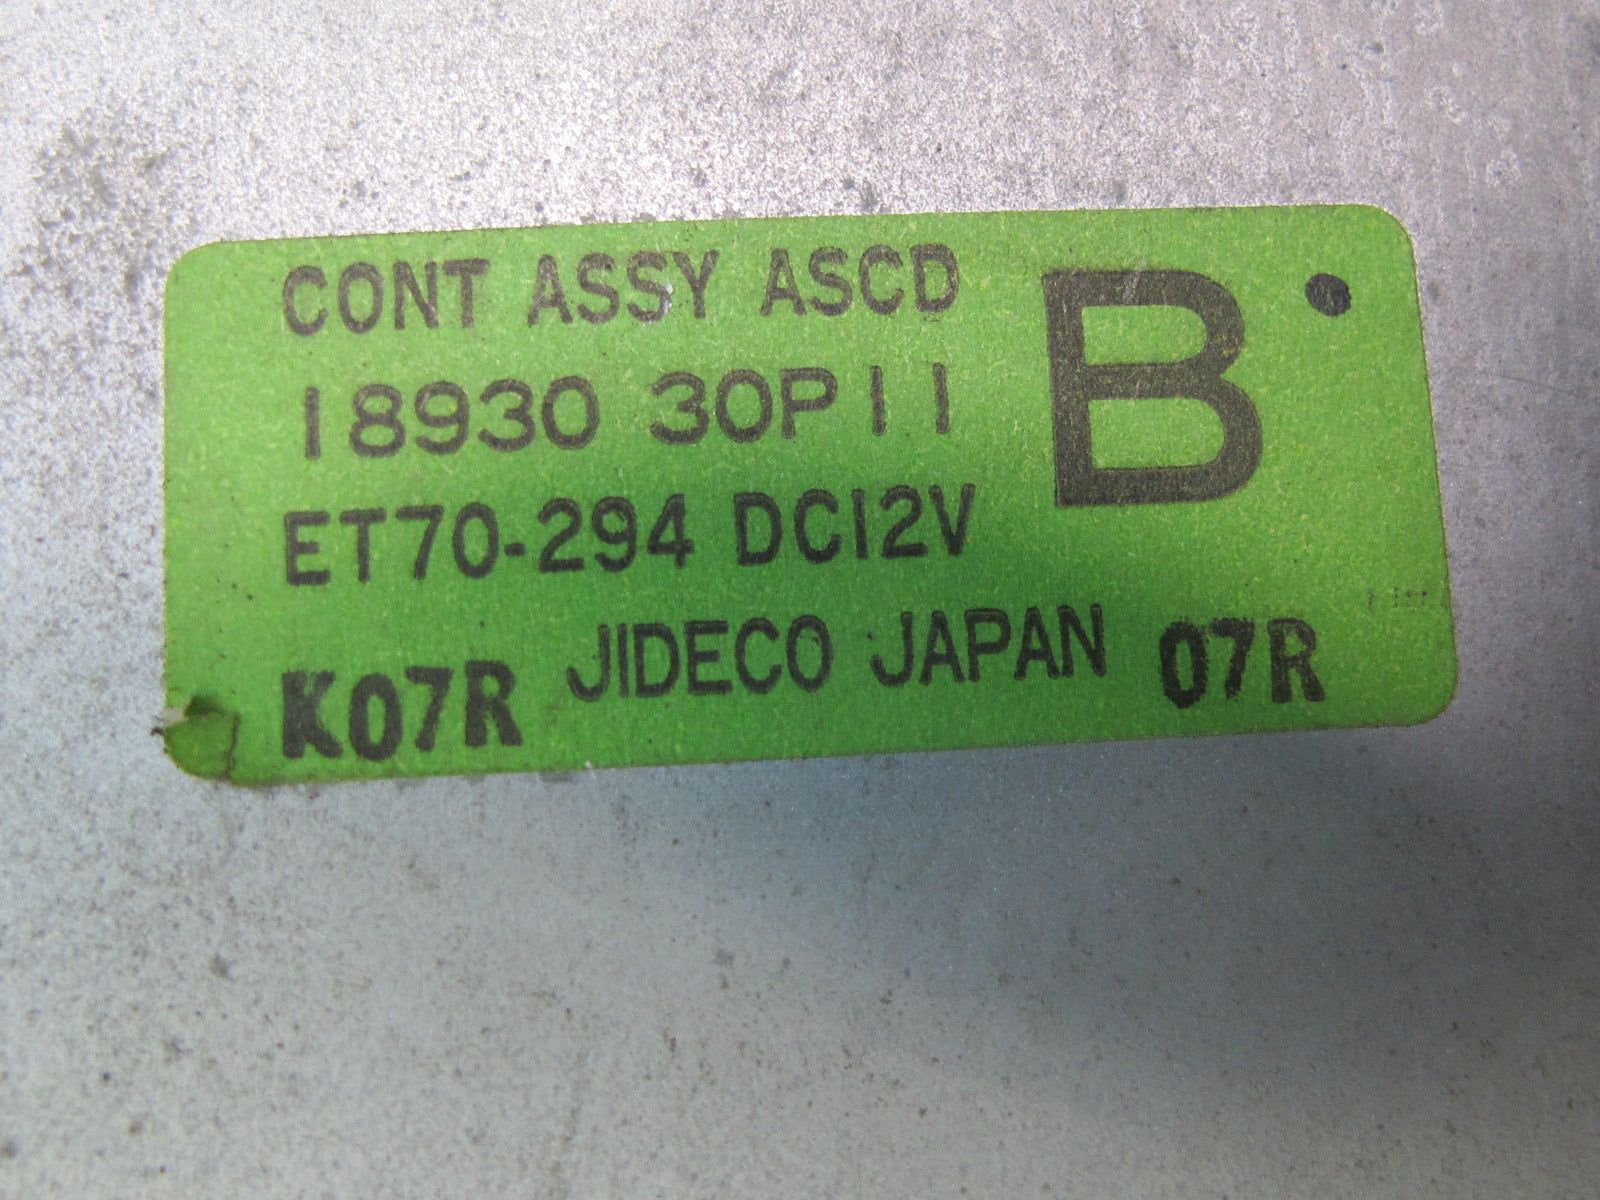 CONT ASSY ASCD
B
18930 30P11
ET70-294 DC12V
K07R JIDECO JAPAN 07R